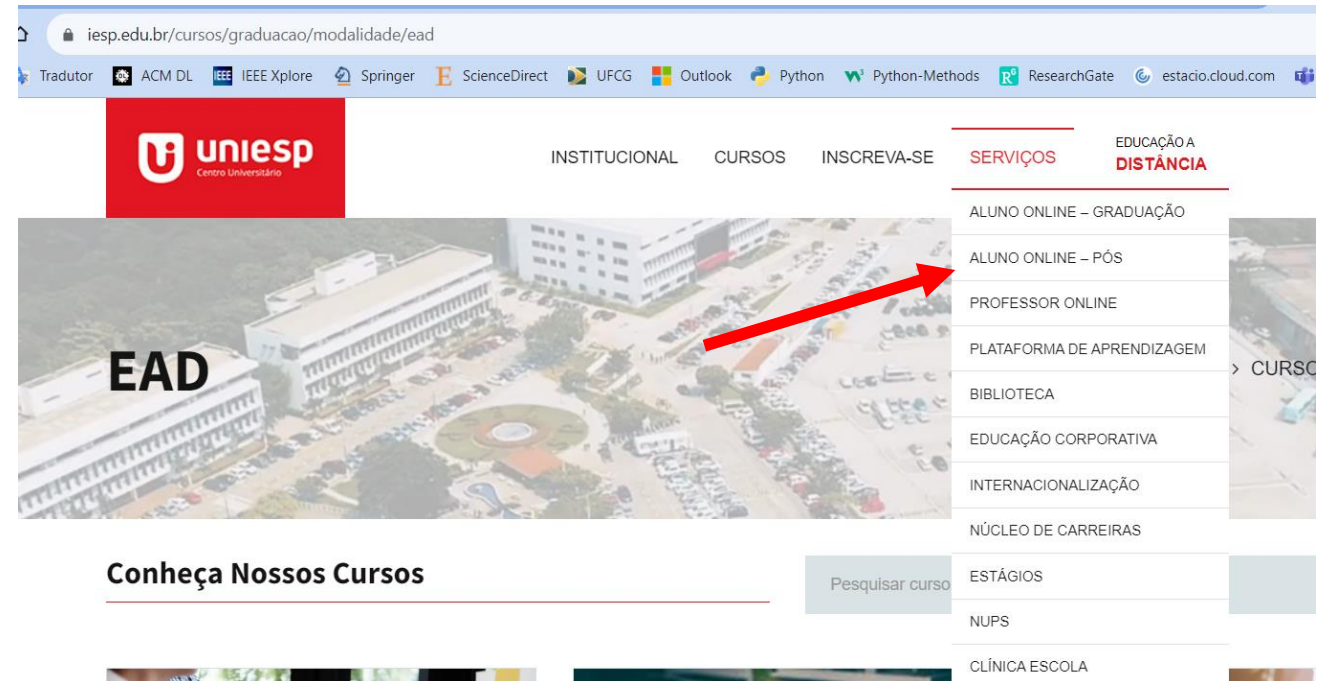 iesp.edu.br/cursos/graduacao/modalidade/ead
Tradutor ACM DL IEEE IEEE Xplore Springer E ScienceDirect UFCG Outlook Python Python-Methods ResearchGate estacio.cloud.com
uniesp
Centro Universitário
INSTITUCIONAL CURSOS INSCREVA-SE SERVIÇOS EDUCAÇÃO A
DISTÂNCIA
ALUNO ONLINE – GRADUAÇÃO
ALUNO ONLINE – PÓS
PROFESSOR ONLINE
PLATAFORMA DE APRENDIZAGEM
EAD
> CURSO
BIBLIOTECA
EDUCAÇÃO CORPORATIVA
INTERNACIONALIZAÇÃO
NÚCLEO DE CARREIRAS
Conheça Nossos Cursos
Pesquisar curso
ESTÁGIOS
NUPS
CLÍNICA ESCOLA